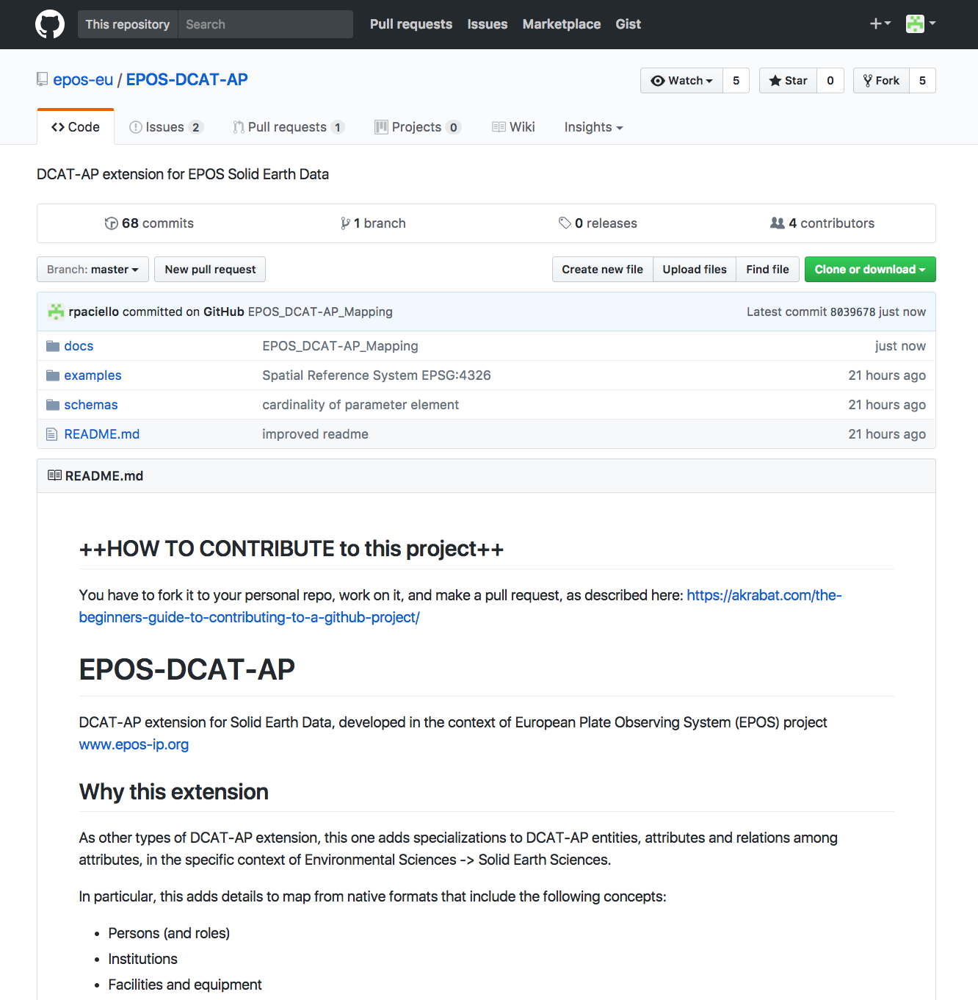 This repository Search Pull requests Issues Marketplace Gist
epos-eu / EPOS-DCAT-AP Watch 5 Star 0 Fork 5
Code Issues 2 Pull requests 1 Projects 0 Wiki Insights
DCAT-AP extension for EPOS Solid Earth Data
68 commits 1 branch 0 releases 4 contributors
Branch: master New pull request Create new file Upload files Find file Clone or download
rpaciello committed on GitHub EPOS_DCAT-AP_Mapping Latest commit 8039678 just now
docs EPOS_DCAT-AP_Mapping just now
examples Spatial Reference System EPSG:4326 21 hours ago
schemas cardinality of parameter element 21 hours ago
README.md improved readme 21 hours ago
README.md
++HOW TO CONTRIBUTE to this project++
You have to fork it to your personal repo, work on it, and make a pull request, as described here: https://akrabat.com/the-
beginners-guide-to-contributing-to-a-github-project/
EPOS-DCAT-AP
DCAT-AP extension for Solid Earth Data, developed in the context of European Plate Observing System (EPOS) project
www.epos-ip.org
Why this extension
As other types of DCAT-AP extension, this one adds specializations to DCAT-AP entities, attributes and relations among
attributes, in the specific context of Environmental Sciences -> Solid Earth Sciences.
In particular, this adds details to map from native formats that include the following concepts:
• Persons (and roles)
• Institutions
• Facilities and equipment